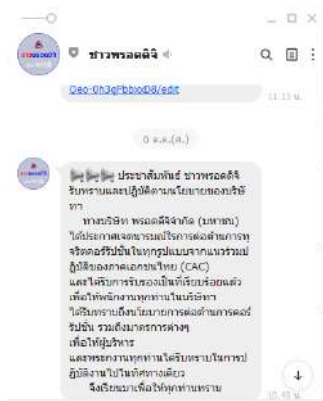 ชาวพรอดดิจิ
Oeo-0h3qPbbxxD8/edit
11.13 น.
ประชาสัมพันธ์ ชาวพรอดดิจิ
รับทราบและปฏิบัติตามนโยบายของบริษั
ทฯ
ทางบริษัท พรอดดิจิจำกัด (มหาชน)
ได้ประกาศเจตนารมณ์ในการต่อต้านการทุ
จริตคอร์รัปชั่นในทุกรูปแบบจากแนวร่วมป
ฏิบัติของภาคเอกชนไทย (CAC)
และได้รับการรับรองเป็นที่เรียบร้อยแล้ว
เพื่อให้พนักงานทุกท่านในบริษัทฯ
ได้รับทราบถึงนโยบายการต่อต้านการคอร์
รัปชั่น รวมถึงมาตรการต่างๆ
เพื่อให้ผู้บริหาร
และพนักงานทุกท่านได้รับทราบในการป
ฏิบัติงานไปในทิศทางเดียว
จึงเรียนมาเพื่อให้ทุกท่านทราบ
10.49 น.